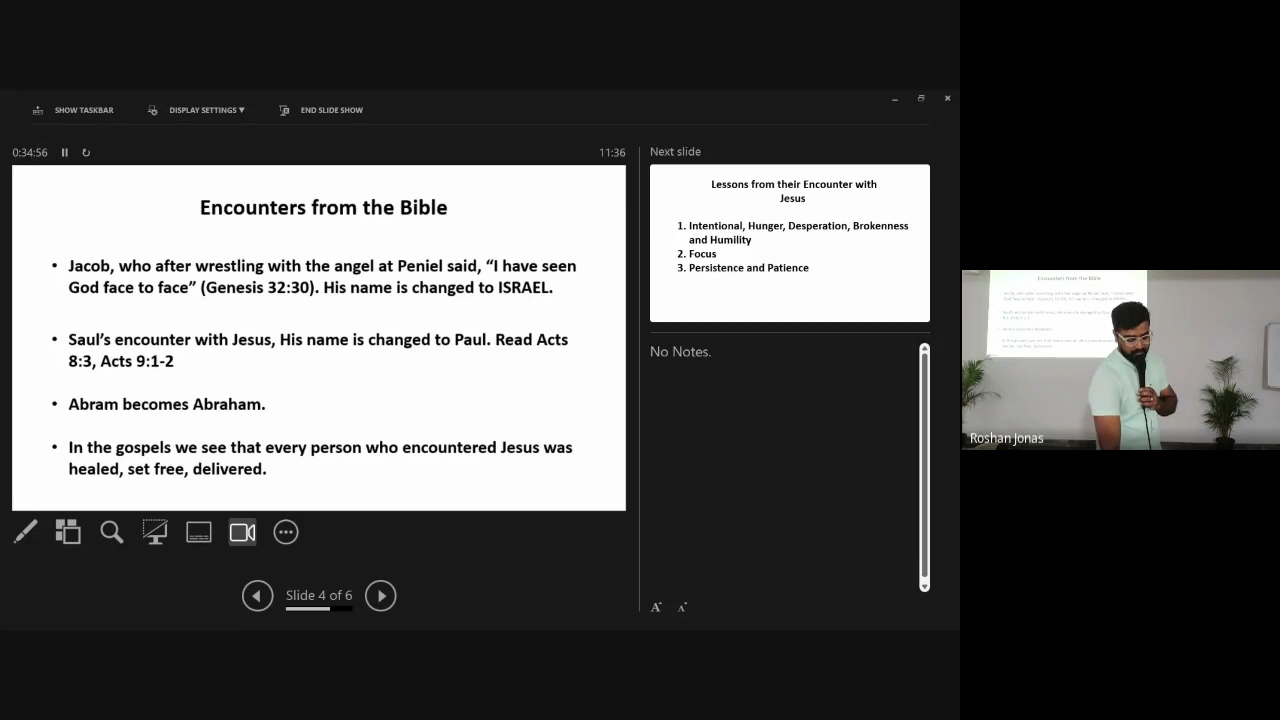 SHOW TASKBAR
DISPLAY SETTINGS ▼
END SLIDE SHOW
0:34:56
11:36
Next slide
Encounters from the Bible
• Jacob, who after wrestling with the angel at Peniel said, “I have seen
God face to face” (Genesis 32:30). His name is changed to ISRAEL.
• Saul’s encounter with Jesus, His name is changed to Paul. Read Acts
8:3, Acts 9:1-2
• Abram becomes Abraham.
• In the gospels we see that every person who encountered Jesus was
healed, set free, delivered.
Lessons from their Encounter with
Jesus
1. Intentional, Hunger, Desperation, Brokenness
and Humility
2. Focus
3. Persistence and Patience
No Notes.
Slide 4 of 6
Encounters from the Bible
Roshan Jonas